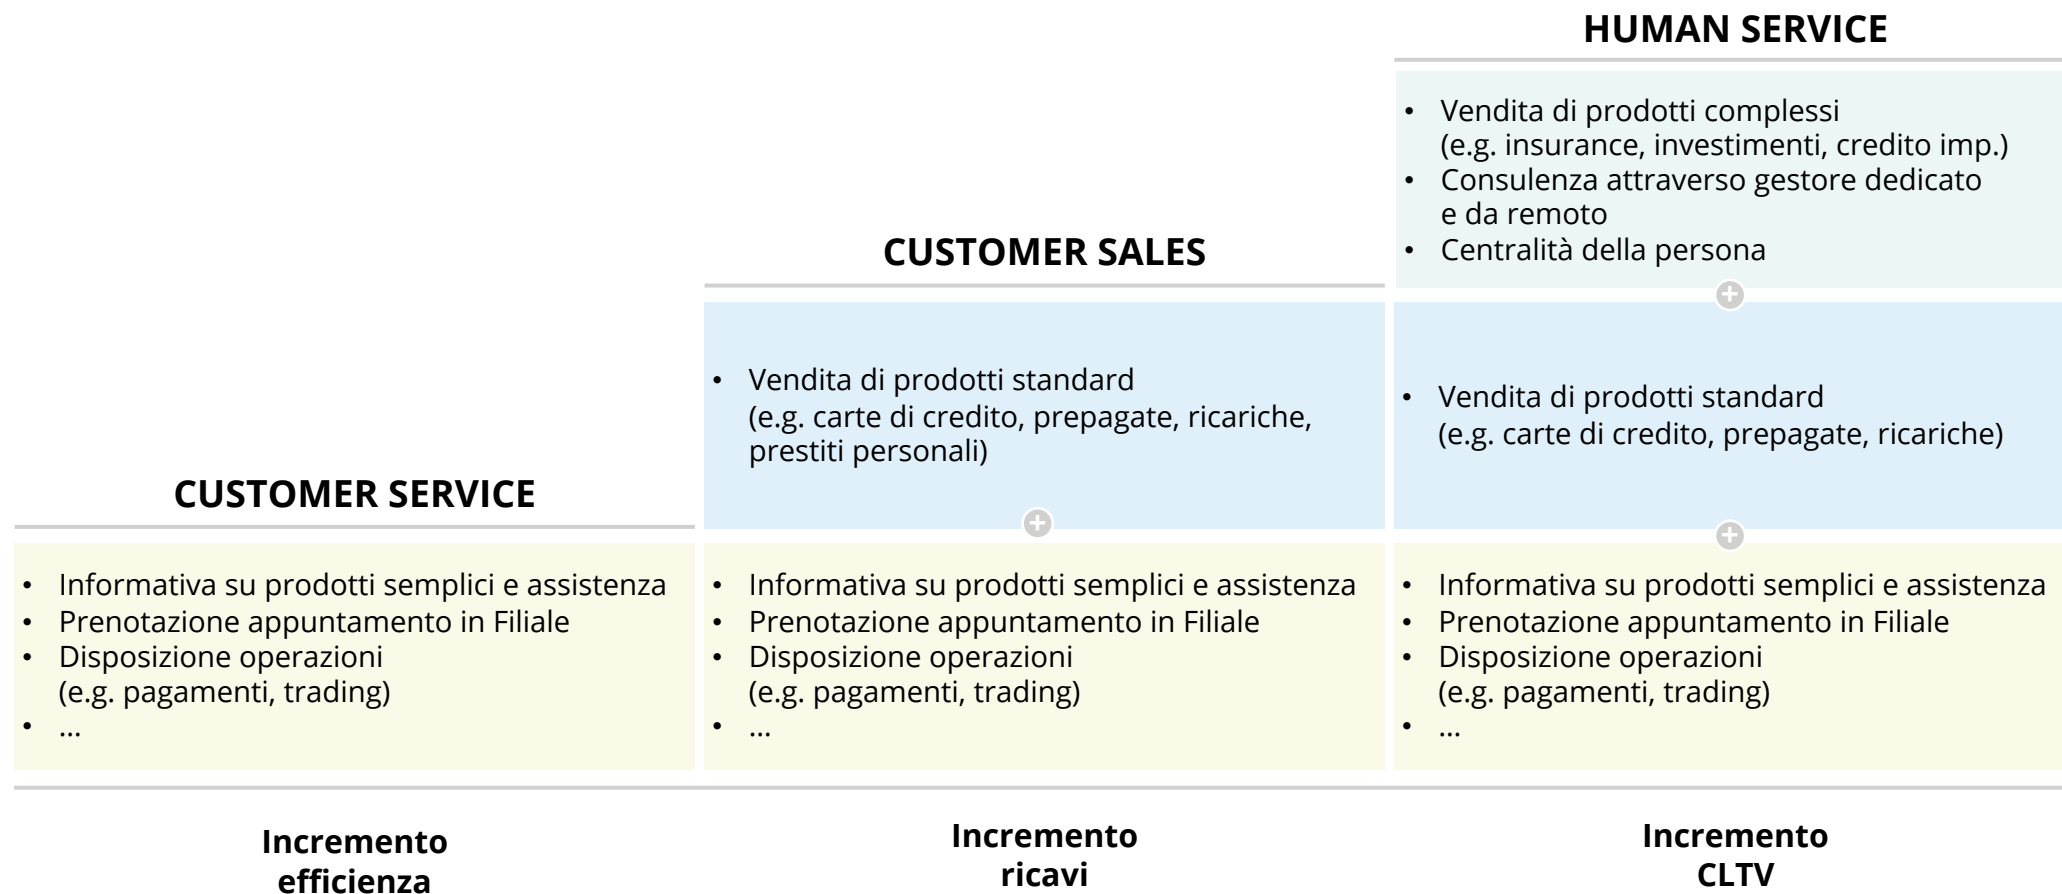 HUMAN SERVICE
• Vendita di prodotti complessi
(e.g. insurance, investimenti, credito imp.)
• Consulenza attraverso gestore dedicato
e da remoto
• Centralità della persona
CUSTOMER SALES
• Vendita di prodotti standard
(e.g. carte di credito, prepagate, ricariche,
prestiti personali)
• Vendita di prodotti standard
(e.g. carte di credito, prepagate, ricariche)
CUSTOMER SERVICE
• Informativa su prodotti semplici e assistenza
• Prenotazione appuntamento in Filiale
• Disposizione operazioni
(e.g. pagamenti, trading)
• ...
• Informativa su prodotti semplici e assistenza
• Prenotazione appuntamento in Filiale
• Disposizione operazioni
(e.g. pagamenti, trading)
• ...
• Informativa su prodotti semplici e assistenza
• Prenotazione appuntamento in Filiale
• Disposizione operazioni
(e.g. pagamenti, trading)
• ...
Incremento
efficienza
Incremento
ricavi
Incremento
CLTV